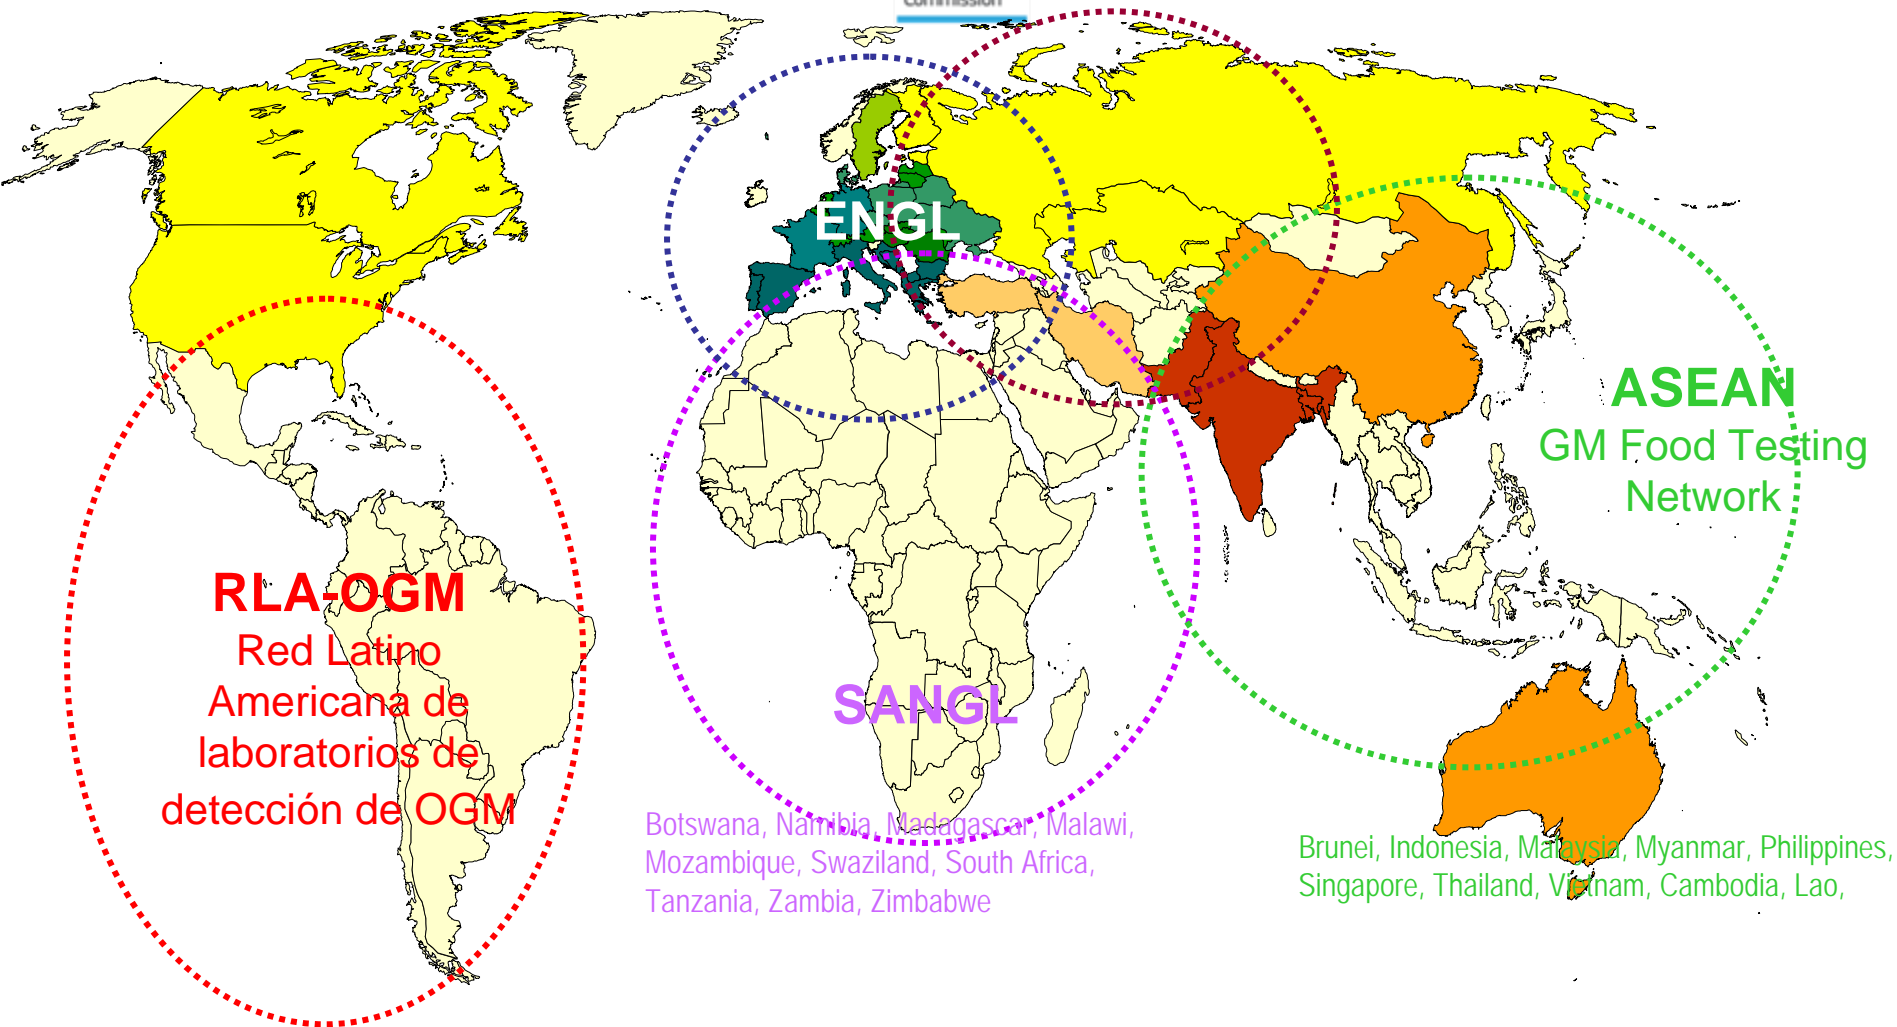 Commission
ENGL
ASEAN
GM Food Testing
Network
RLA-OGM
Red Latino
Americana de
laboratorios de
detección de OGM
SANGL
Botswana, Namibia, Madagascar, Malawi,
Mozambique, Swaziland, South Africa,
Tanzania, Zambia, Zimbabwe
Brunei, Indonesia, Malaysia, Myanmar, Philippines,
Singapore, Thailand, Vietnam, Cambodia, Lao,